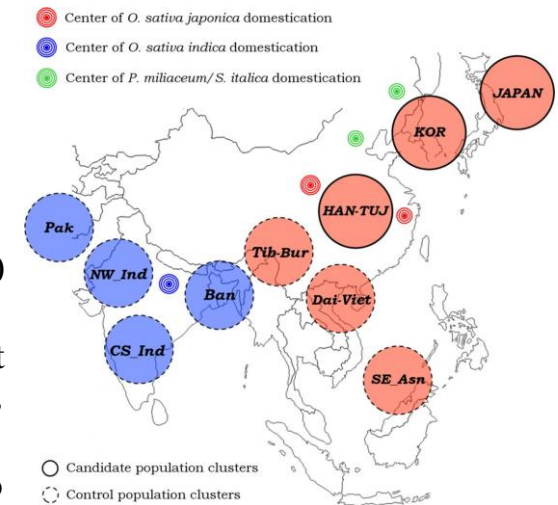 Center of O. sativa japonica domestication
Center of O. sativa indica domestication
Center of P. miliaceum/S. italica domestication
JAPAN
KOR
HAN-TUJ
Pak
Tib-Bur
NW_Ind
Ban
Dai-Viet
CS_Ind
SE_Asn
Candidate population clusters
Control population clusters